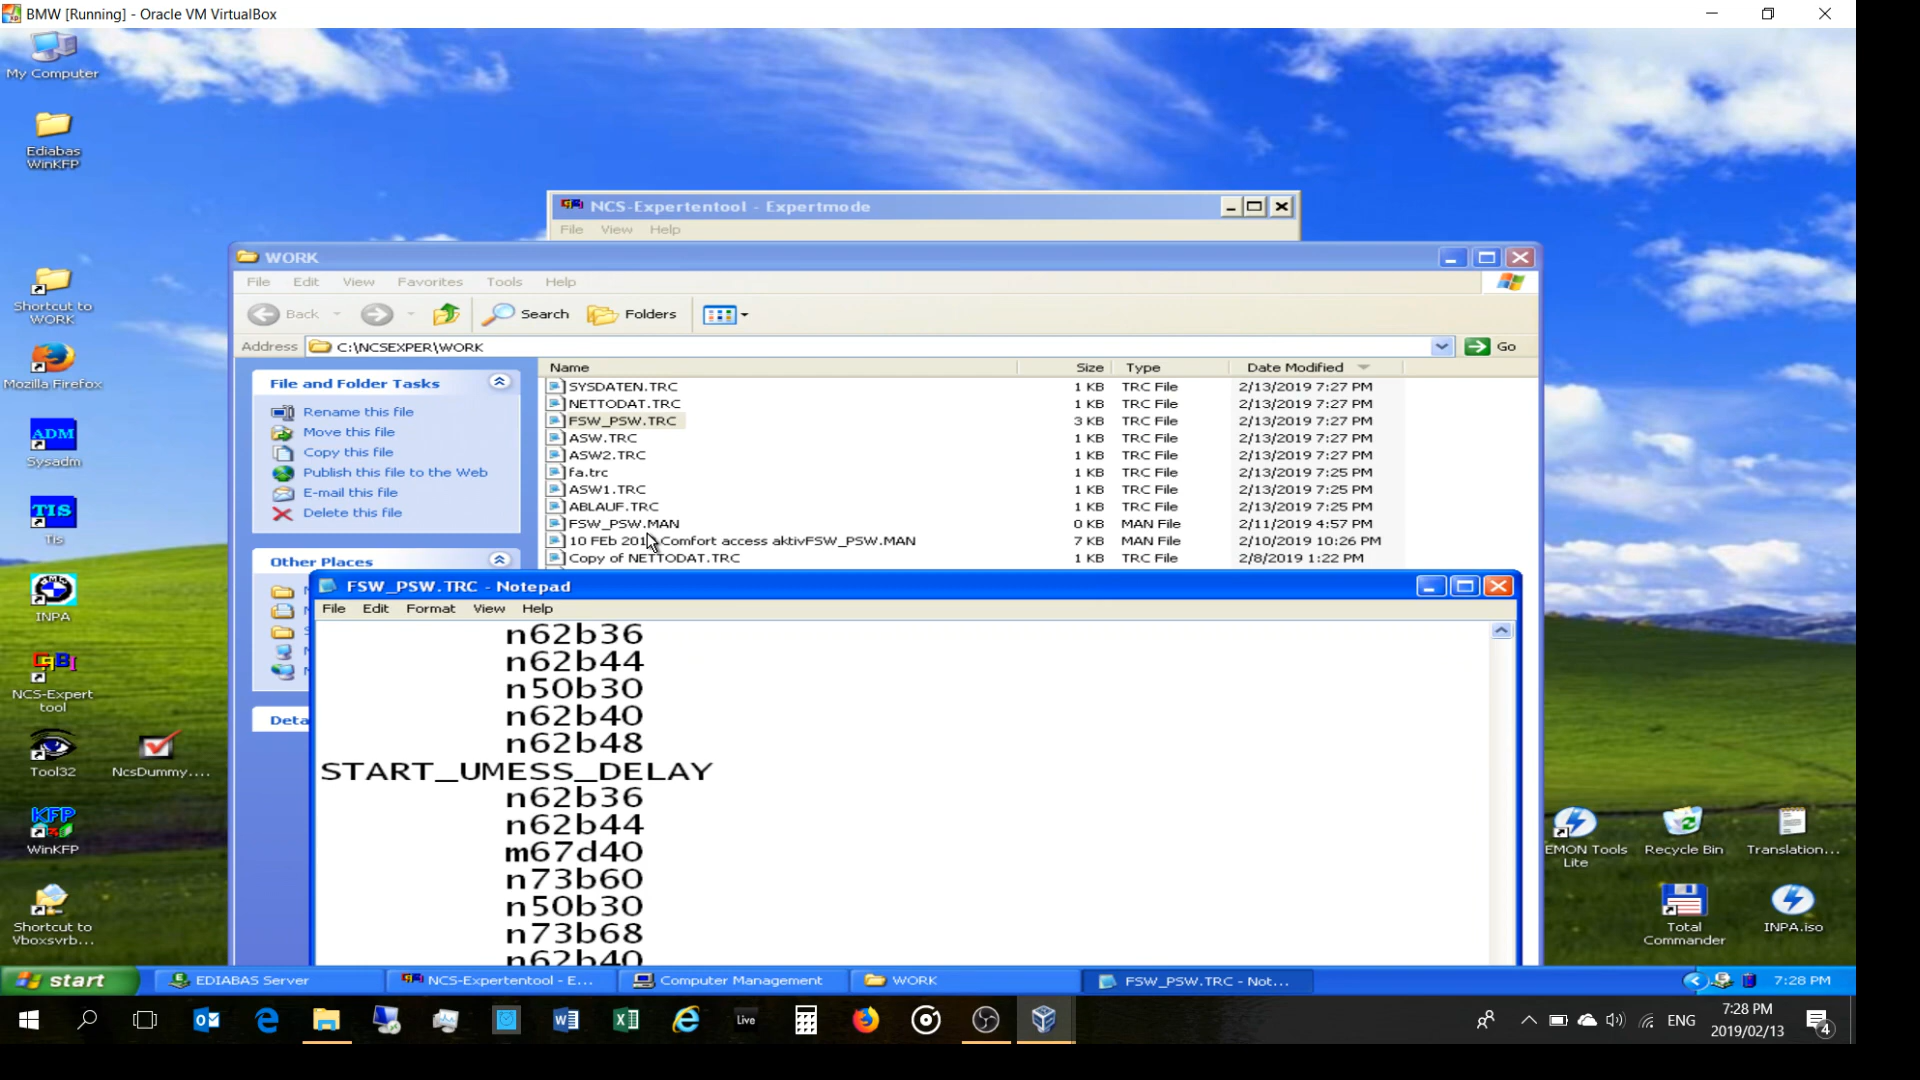 BMW [Running] - Oracle VM VirtualBox
My Computer
Ediabas
WinKFP
Shortcut to
WORK
Mozilla Firefox
ADM
Sysadm
TIS
Tis
INPA
NCS-Expert
tool
Tool32
NcsDummy....
KFP
WinKFP
Shortcut to
Vboxsvrb...
NCS-Expertentool - Expertmode
File View Help
WORK
File Edit View Favorites Tools Help
Back Search Folders
Address C:\NCSEXPER\WORK Go
File and Folder Tasks
Rename this file
Move this file
Copy this file
Publish this file to the Web
E-mail this file
Delete this file
Other Places
Deta
Name Size Type Date Modified
SYSDATEN.TRC 1 KB TRC File 2/13/2019 7:27 PM
NETTODAT.TRC 1 KB TRC File 2/13/2019 7:27 PM
FSW_PSW.TRC 3 KB TRC File 2/13/2019 7:27 PM
ASW.TRC 1 KB TRC File 2/13/2019 7:27 PM
ASW2.TRC 1 KB TRC File 2/13/2019 7:27 PM
fa.trc 1 KB TRC File 2/13/2019 7:25 PM
ASW1.TRC 1 KB TRC File 2/13/2019 7:25 PM
ABLAUF.TRC 1 KB TRC File 2/13/2019 7:25 PM
FSW_PSW.MAN 0 KB MAN File 2/11/2019 4:57 PM
10 FEb Comfort access aktivFSW_PSW.MAN 7 KB MAN File 2/10/2019 10:26 PM
Copy of NETTODAT.TRC 1 KB TRC File 2/8/2019 1:22 PM
FSW_PSW.TRC - Notepad
File Edit Format View Help
n62b36
n62b44
n50b30
n62b40
n62b48
START_UMESS_DELAY
n62b36
n62b44
m67d40
n73b60
n50b30
n73b68
n62b40
EMON Tools
Lite
Recycle Bin
Translation...
Total
Commander
INPA.iso
start EDIABAS Server NCS-Expertentool - E... Computer Management WORK FSW_PSW.TRC - Not... 7:28 PM
Live
ENG
7:28 PM
2019/02/13
4